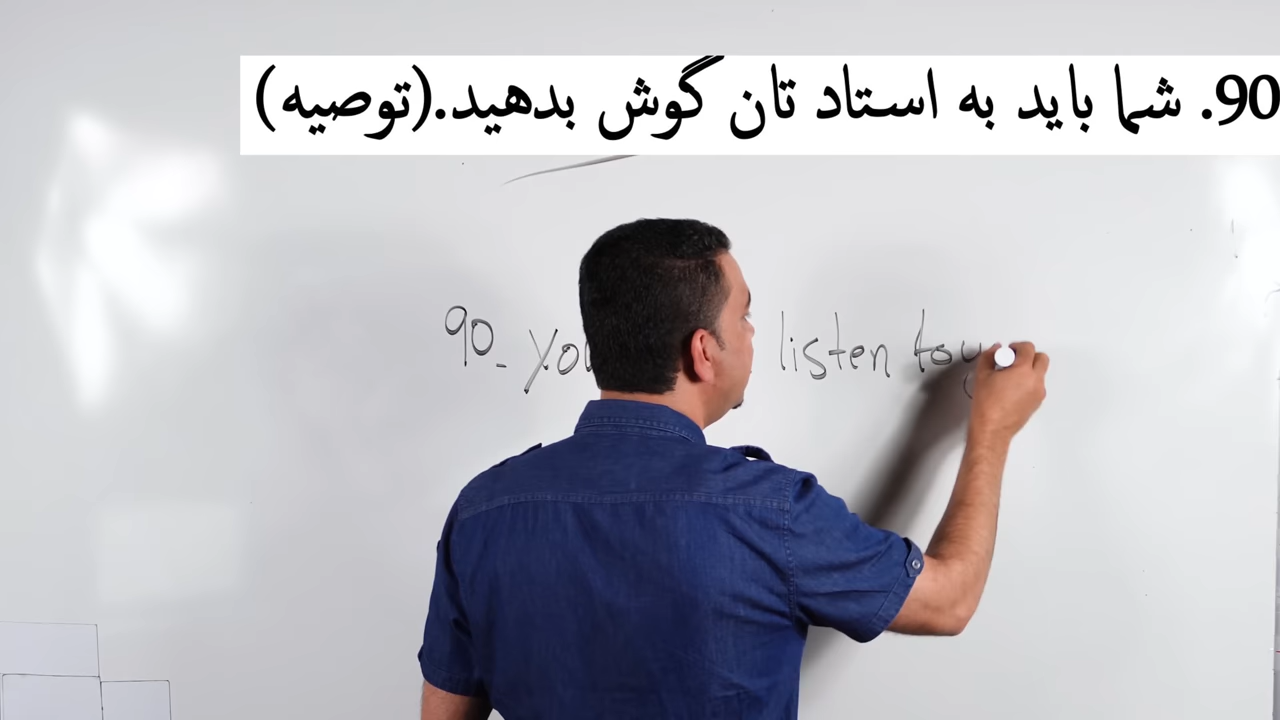 90. شما باید به استاد تان گوش بدهید.(توصیه)
90_ you listen to y